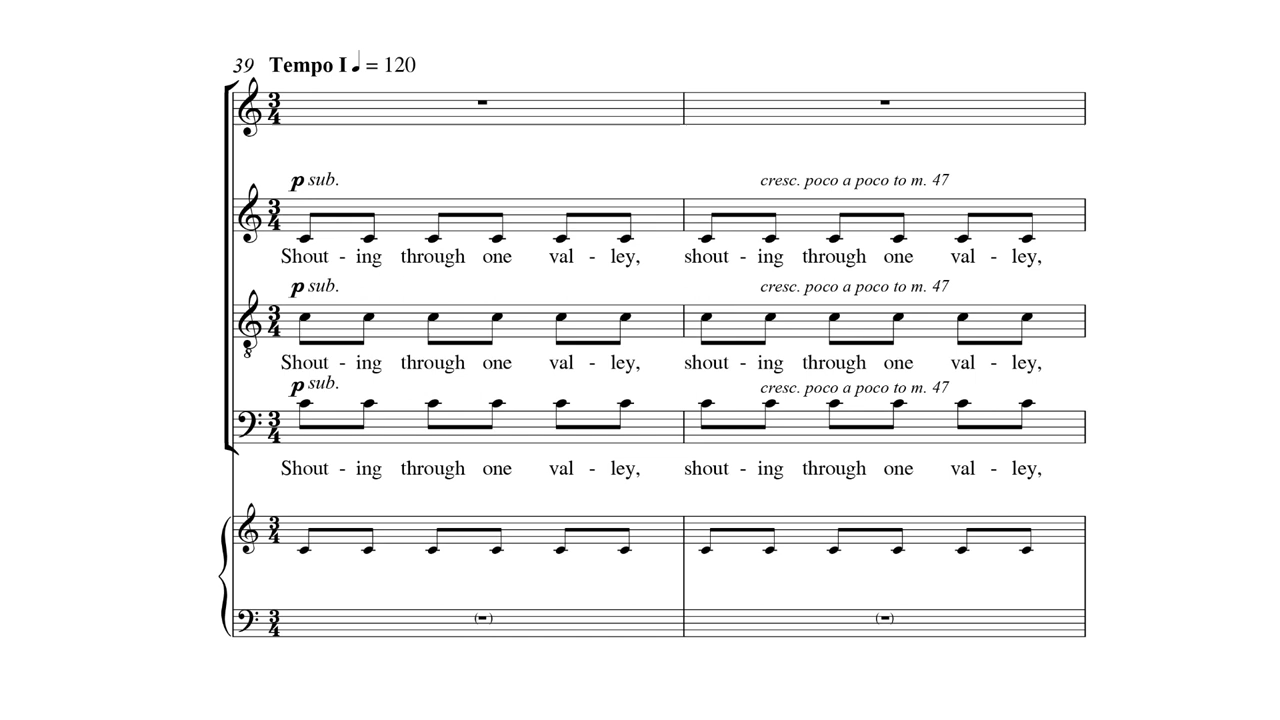 39 Tempo I ♩ = 120
p sub. cresc. poco a poco to m. 47
Shout - ing through one val - ley, shout - ing through one val - ley,
p sub. cresc. poco a poco to m. 47
8
Shout - ing through one val - ley, shout - ing through one val - ley,
p sub. cresc. poco a poco to m. 47
Shout - ing through one val - ley, shout - ing through one val - ley,